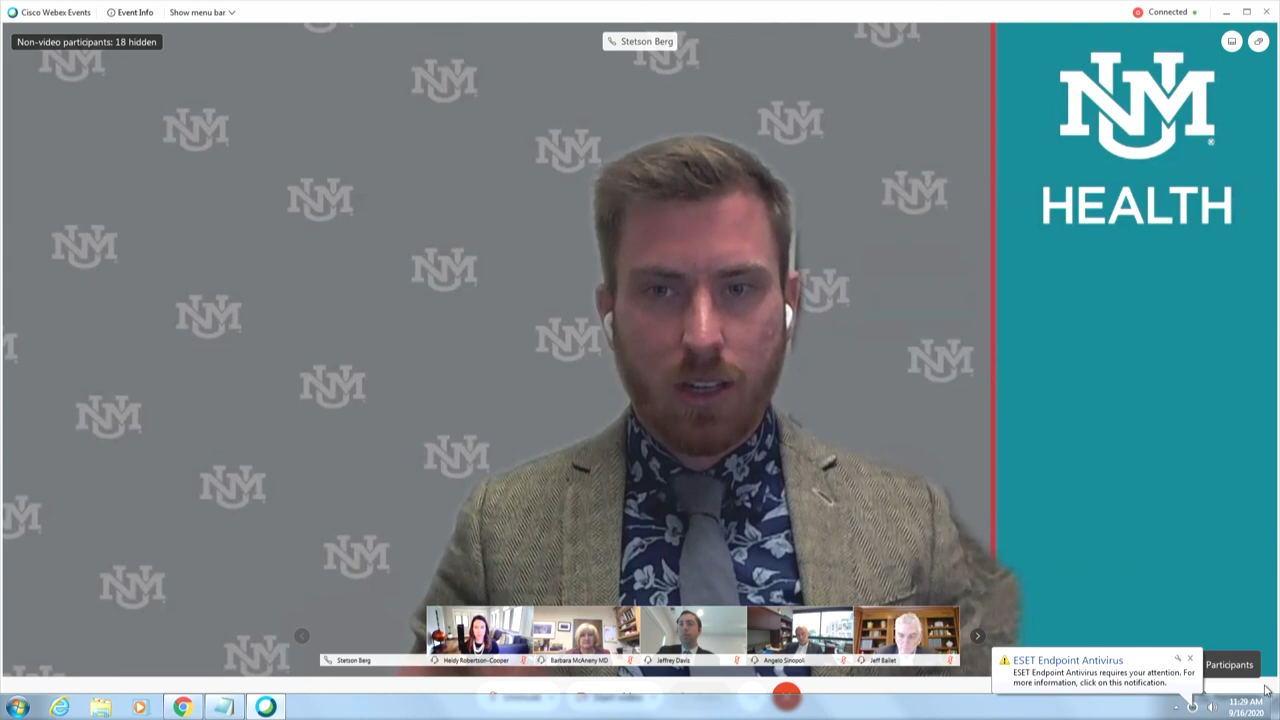 Cisco Webex Events
Event Info
Show menu bar
Connected
Non-video participants: 18 hidden
Stetson Berg
UNM
HEALTH
Stetson Berg
Heidy Robertson-Cooper
Barbara McAneny MD
Jeffrey Davis
Angelo Sinopoli
Jeff Bailet
ESET Endpoint Antivirus
ESET Endpoint Antivirus requires your attention. For
more information, click on this notification.
Participants
11:29 AM
9/16/2020